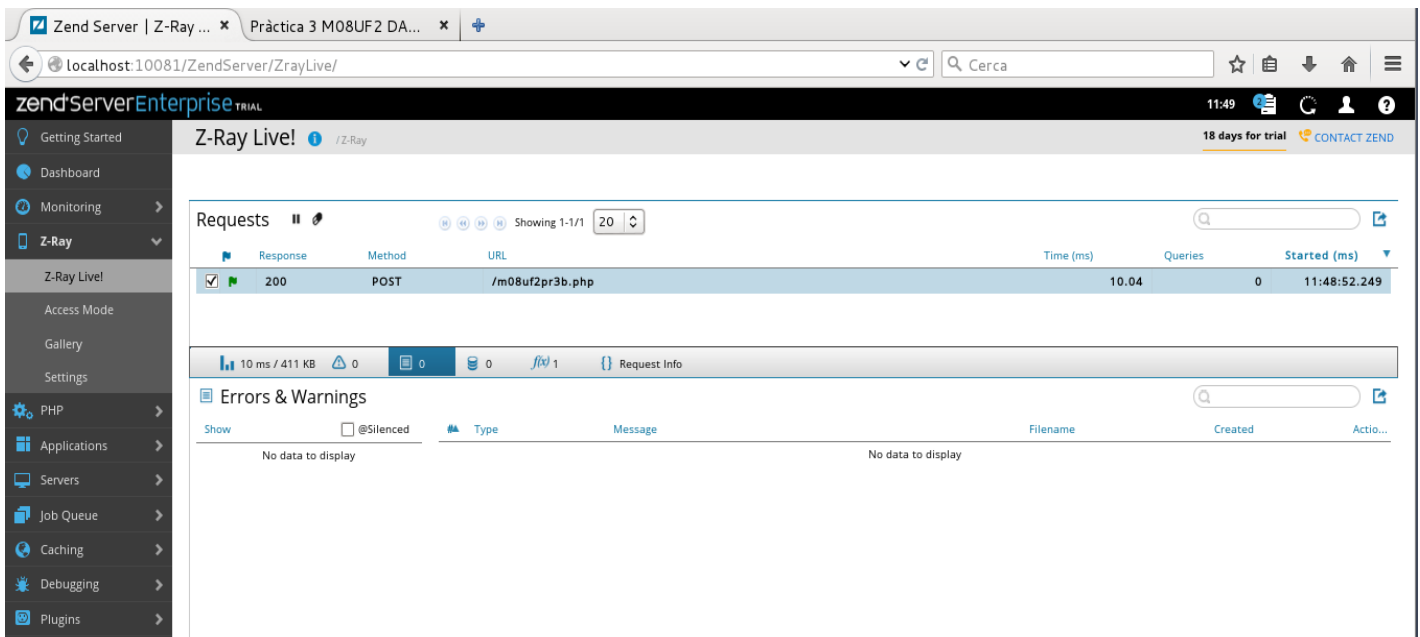 Zend Server | Z-Ray ... × Pràctica 3 M08UF2 DA... ×
localhost:10081/ZendServer/ZrayLive/ Cerca
zend'ServerEnterprise TRIAL 11:49 2 ?
Getting Started
Dashboard
Monitoring
Z-Ray
Z-Ray Live!
Access Mode
Gallery
Settings
PHP
Applications
Servers
Job Queue
Caching
Debugging
Plugins
Z-Ray Live! i / Z-Ray 18 days for trial CONTACT ZEND
Requests Showing 1-1/1 20
Response Method URL Time (ms) Queries Started (ms)
200 POST /m08uf2pr3b.php 10.04 0 11:48:52.249
10 ms / 411 KB 0 0 0 f(x) 1 {} Request Info
Errors & Warnings
Show @Silenced # Type Message Filename Created Actio...
No data to display No data to display